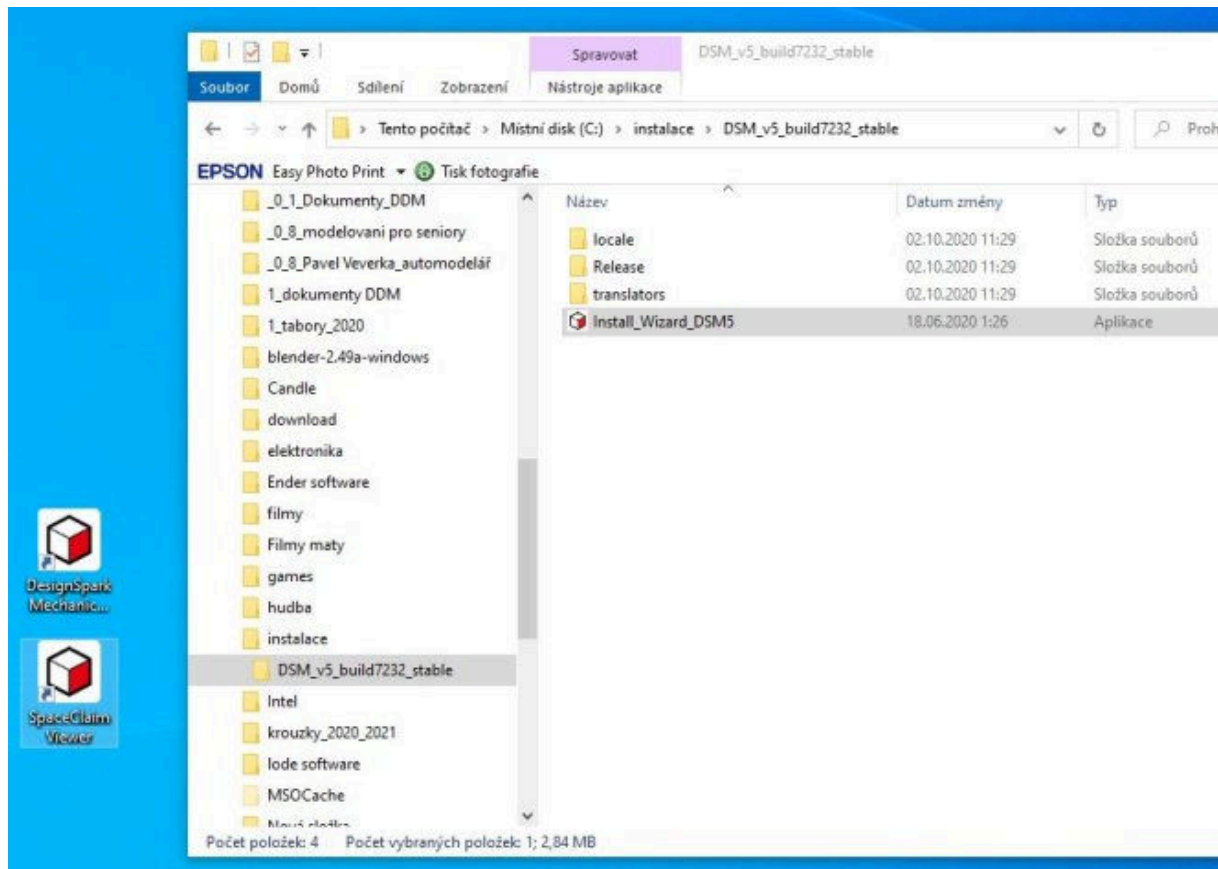 Spravovat DSM_v5_build7232_stable
Soubor Domů Sdílení Zobrazení Nástroje aplikace
Tento počítač › Místní disk (C:) › instalace › DSM_v5_build7232_stable Proh
EPSON Easy Photo Print Tisk fotografie
_0_1_Dokumenty_DDM
_0_8_modelovani pro seniory
_0_8_Pavel Veverka_automodelář
1_dokumenty DDM
1_tabory_2020
blender-2.49a-windows
Candle
download
elektronika
Ender software
filmy
Filmy maty
games
hudba
instalace
DSM_v5_build7232_stable
Intel
krouzky_2020_2021
lode software
MSOCache
Nová složka
Název Datum změny Typ
locale 02.10.2020 11:29 Složka souborů
Release 02.10.2020 11:29 Složka souborů
translators 02.10.2020 11:29 Složka souborů
Install_Wizard_DSM5 18.06.2020 1:26 Aplikace
Počet položek: 4 Počet vybraných položek: 1; 2,84 MB
DesignSpark
Mechanic...
SpaceClaim
Viewer